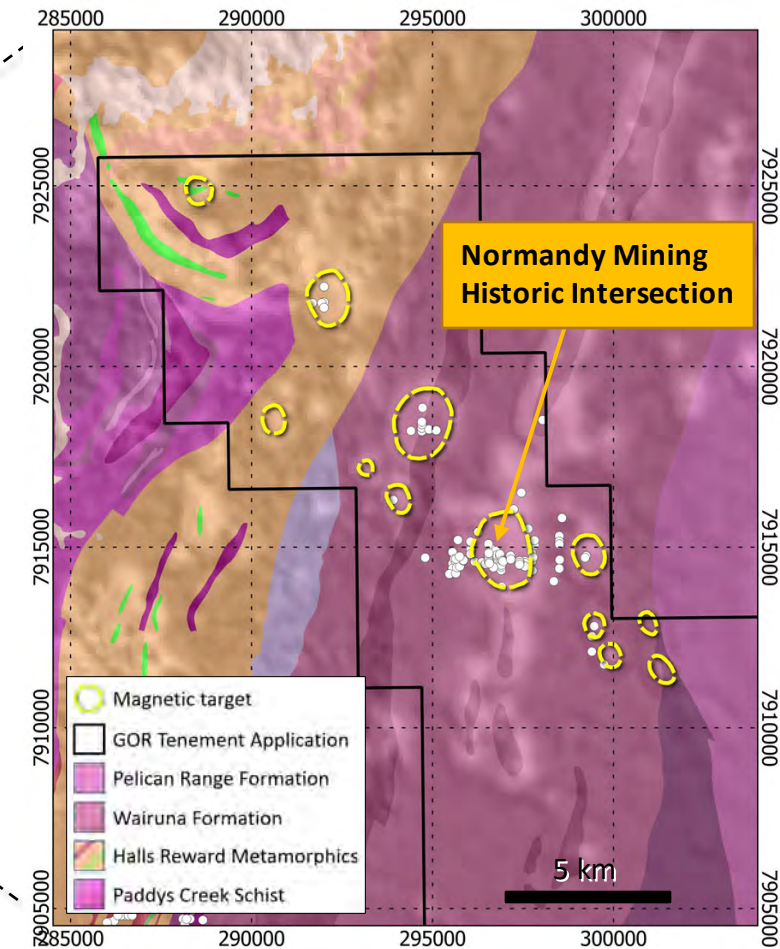 285000 290000 295000 300000
7925000 7925000
Normandy Mining
Historic Intersection
7920000 7920000
7915000 7915000
7910000 7910000
7905000 7905000
Magnetic target
GOR Tenement Application
Pelican Range Formation
Wairuna Formation
Halls Reward Metamorphics
Paddys Creek Schist
5 km
285000 290000 295000 300000